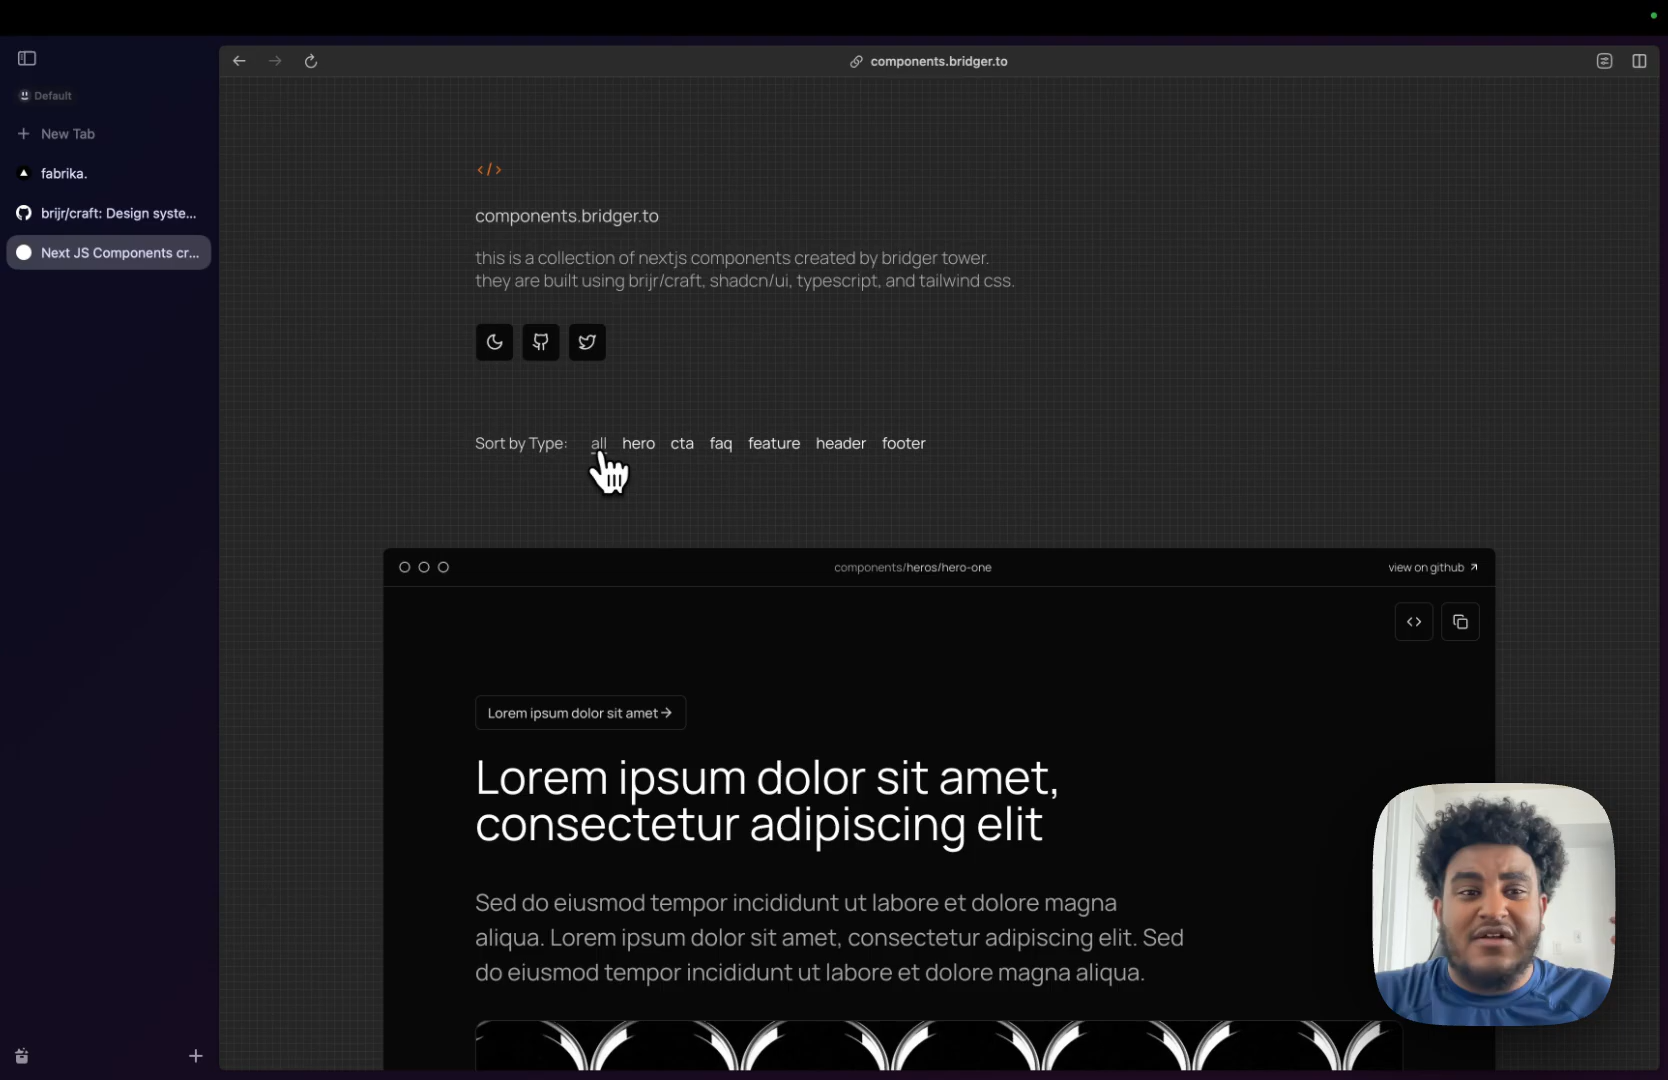 components.bridger.to
Default
New Tab
fabrika.
brijr/craft: Design syste...
Next JS Components cr...
</>
components.bridger.to
this is a collection of nextjs components created by bridger tower.
they are built using brijr/craft, shadcn/ui, typescript, and tailwind css.
Sort by Type: all hero cta faq feature header footer
components/heros/hero-one
view on github
Lorem ipsum dolor sit amet
Lorem ipsum dolor sit amet,
consectetur adipiscing elit
Sed do eiusmod tempor incididunt ut labore et dolore magna
aliqua. Lorem ipsum dolor sit amet, consectetur adipiscing elit. Sed
do eiusmod tempor incididunt ut labore et dolore magna aliqua.